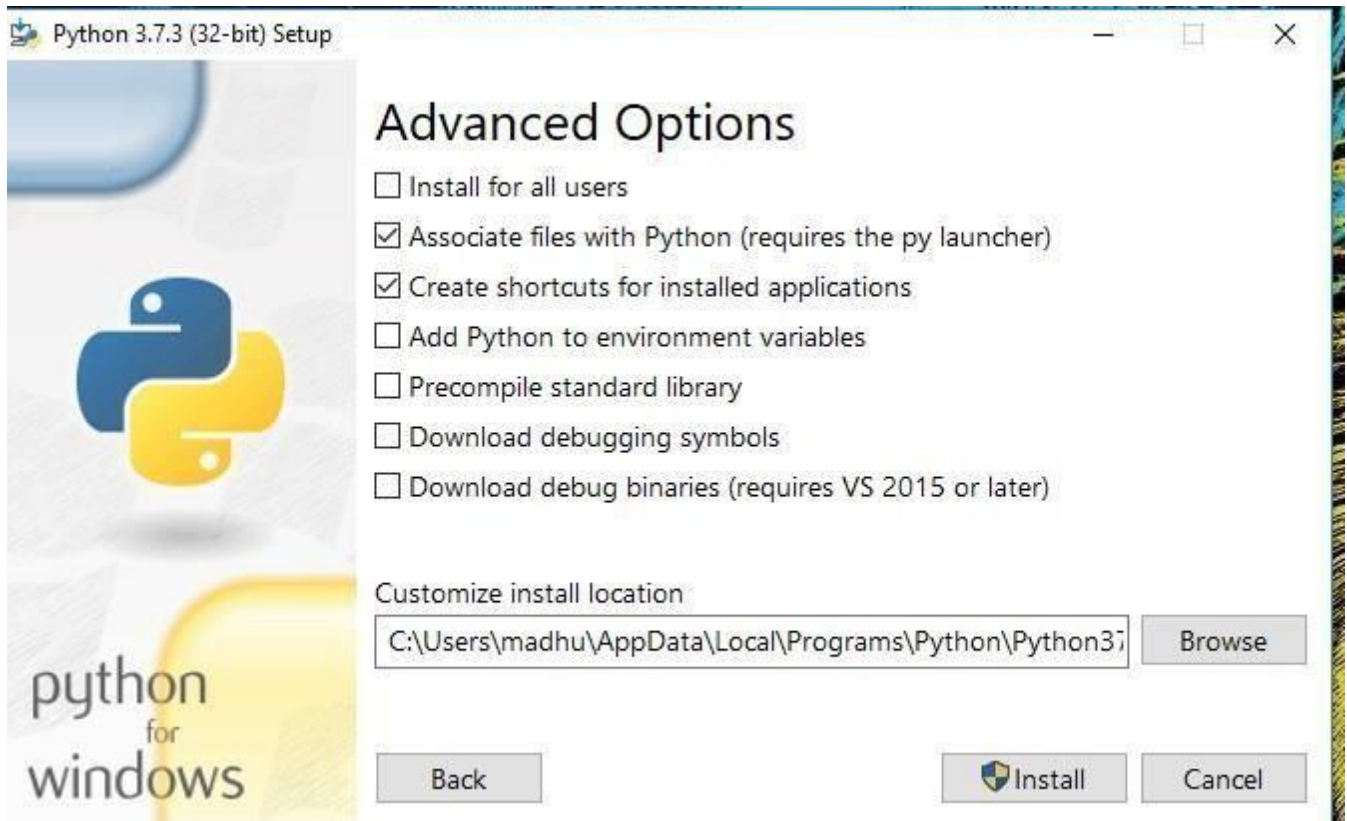 Python 3.7.3 (32-bit) Setup
Advanced Options
Install for all users
Associate files with Python (requires the py launcher)
Create shortcuts for installed applications
Add Python to environment variables
Precompile standard library
Download debugging symbols
Download debug binaries (requires VS 2015 or later)
Customize install location
C:\Users\madhu\AppData\Local\Programs\Python\Python37
Browse
python
for
windows
Back
Install
Cancel